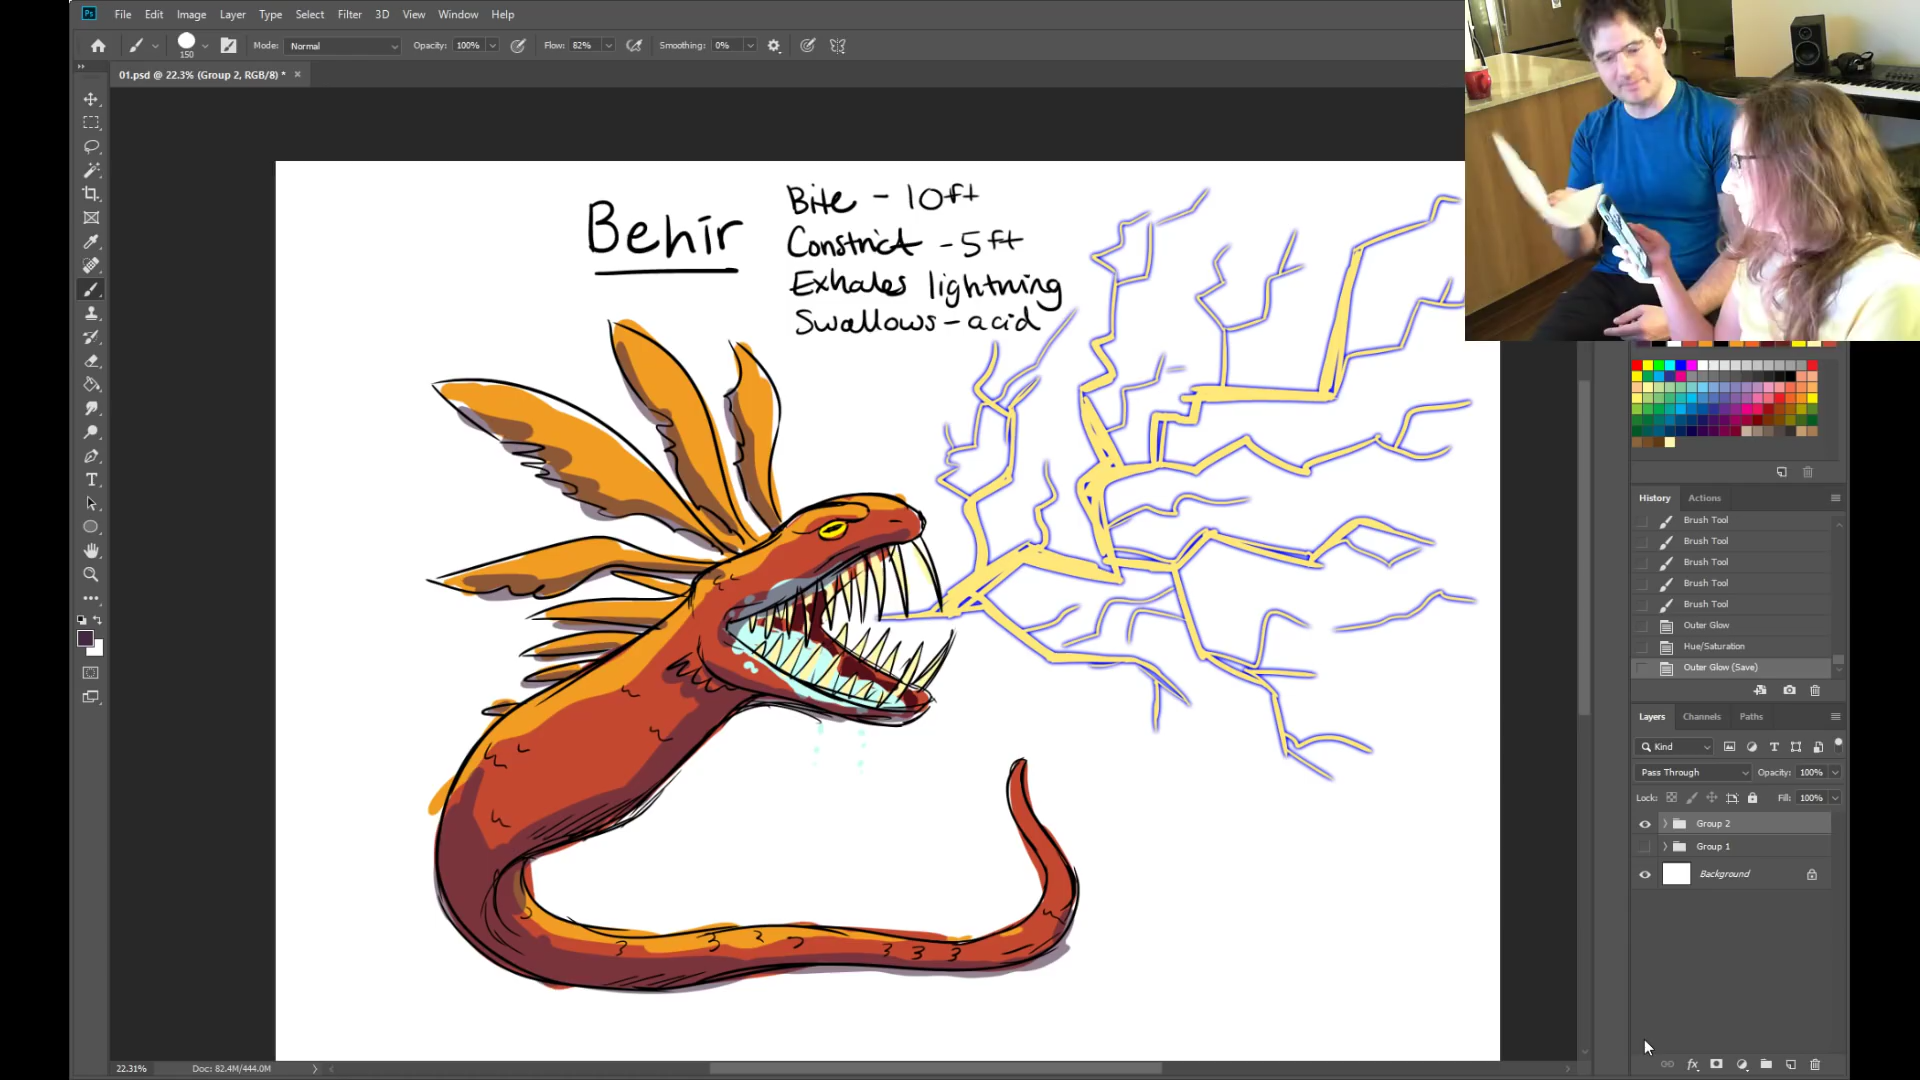 File Edit Image Layer Type Select Filter 3D View Window Help
150 Mode: Normal Opacity: 100% Flow: 82% Smoothing: 0%
01.psd @ 22.3% (Group 2, RGB/8) *
Behir
Bite - 10ft
Constrict - 5 ft
Exhales lightning
Swallows - acid
History Actions
Brush Tool
Brush Tool
Brush Tool
Brush Tool
Brush Tool
Outer Glow
Hue/Saturation
Outer Glow (Save)
Layers Channels Paths
Kind
Pass Through Opacity: 100%
Lock: Fill: 100%
Group 2
Group 1
Background
fx
22.31% Doc: 82.4M/444.0M